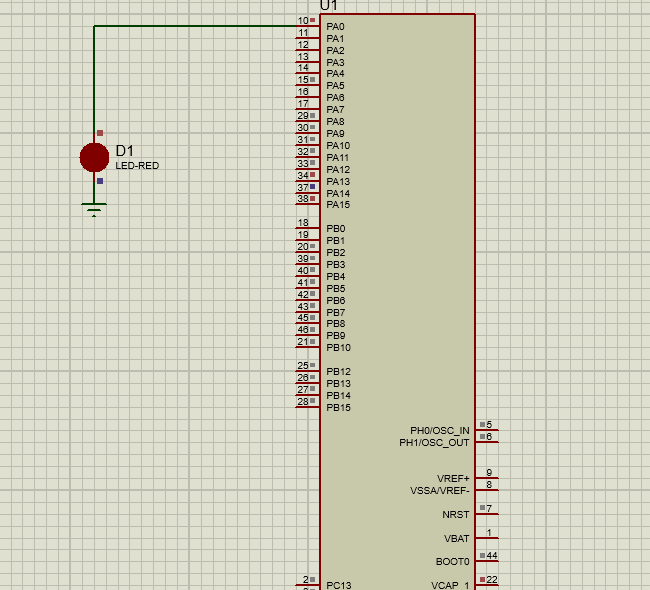 U1
10 PA0
11 PA1
12 PA2
13 PA3
14 PA4
15 PA5
16 PA6
17 PA7
29 PA8
30 PA9
31 PA10
32 PA11
33 PA12
34 PA13
37 PA14
38 PA15
D1
LED-RED
18 PB0
19 PB1
20 PB2
39 PB3
40 PB4
41 PB5
42 PB6
43 PB7
45 PB8
46 PB9
21 PB10
25 PB12
26 PB13
27 PB14
28 PB15
PH0/OSC_IN 5
PH1/OSC_OUT 6
VREF+ 9
VSSA/VREF- 8
NRST 7
VBAT 1
BOOT0 44
2 PC13
VCAP_1 22